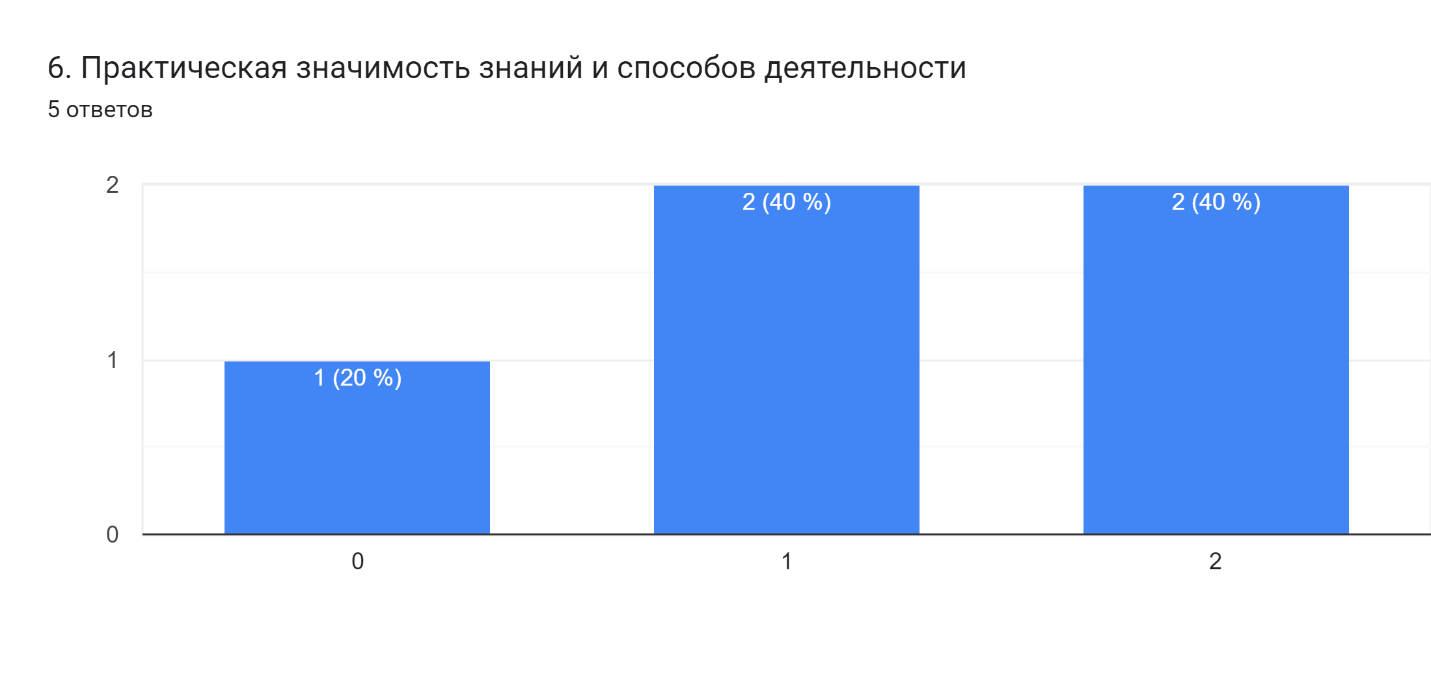 6. Практическая значимость знаний и способов деятельности
5 ответов
2
1
0
1 (20 %)
2 (40 %)
2 (40 %)
0
1
2